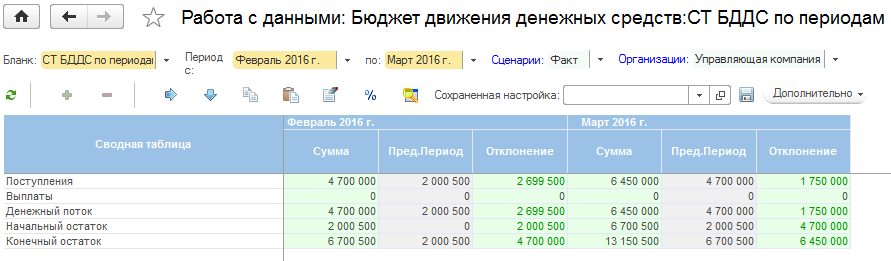 Работа с данными: Бюджет движения денежных средств:СТ БДДС по периодам
Бланк: СТ БДДС по периода Период с: Февраль 2016 г. по: Март 2016 г. Сценарии: Факт Организации: Управляющая компания
% Сохраненная настройка: Дополнительно
Сводная таблица Февраль 2016 г. Март 2016 г.
Сумма Пред.Период Отклонение Сумма Пред.Период Отклонение
Поступления 4 700 000 2 000 500 2 699 500 6 450 000 4 700 000 1 750 000
Выплаты 0 0 0 0 0 0
Денежный поток 4 700 000 2 000 500 2 699 500 6 450 000 4 700 000 1 750 000
Начальный остаток 2 000 500 0 2 000 500 6 700 500 2 000 500 4 700 000
Конечный остаток 6 700 500 2 000 500 4 700 000 13 150 500 6 700 500 6 450 000